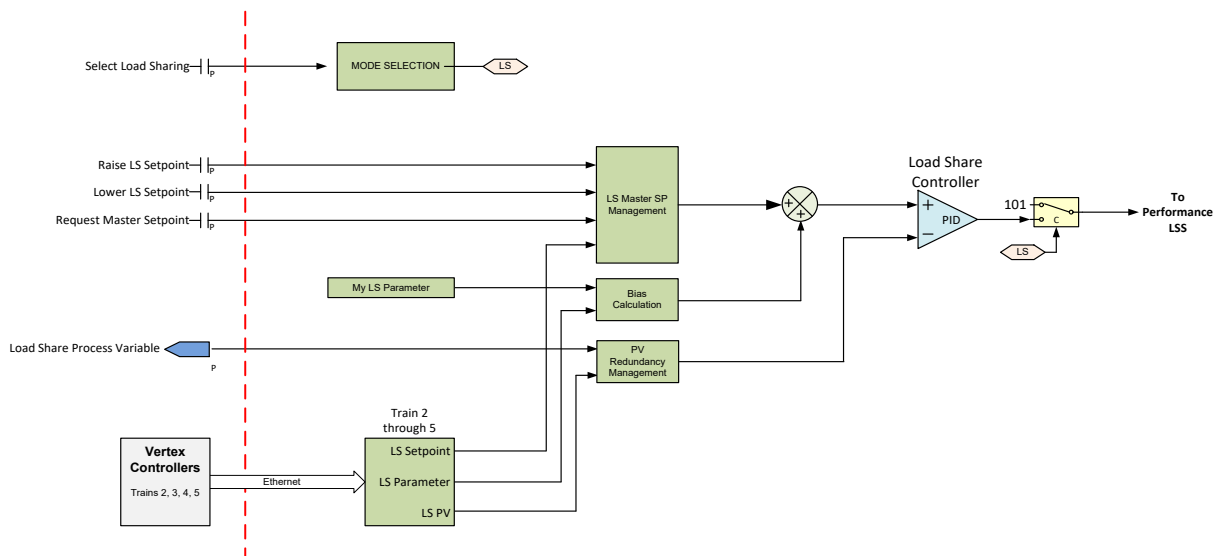 Select Load Sharing
P
MODE SELECTION
LS
Raise LS Setpoint
P
Lower LS Setpoint
P
Request Master Setpoint
P
LS Master SP
Management
+
+
Load Share
Controller
+
PID
−
101
C
LS
To
Performance
LSS
My LS Parameter
Bias
Calculation
Load Share Process Variable
P
PV
Redundancy
Management
Train 2
through 5
Vertex
Controllers
Trains 2, 3, 4, 5
Ethernet
LS Setpoint
LS Parameter
LS PV